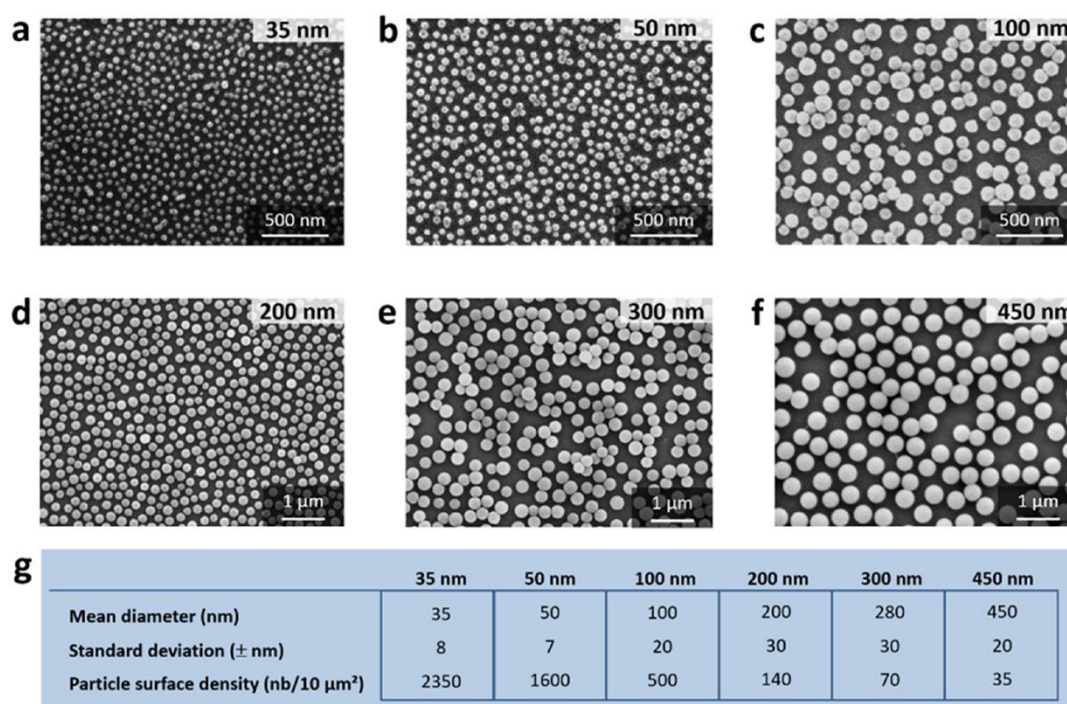 a 35 nm b 50 nm c 100 nm
500 nm 500 nm 500 nm
d 200 nm e 300 nm f 450 nm
1 µm 1 µm 1 µm
g
35 nm 50 nm 100 nm 200 nm 300 nm 450 nm
Mean diameter (nm) 35 50 100 200 280 450
Standard deviation (± nm) 8 7 20 30 30 20
Particle surface density (nb/10 µm²) 2350 1600 500 140 70 35